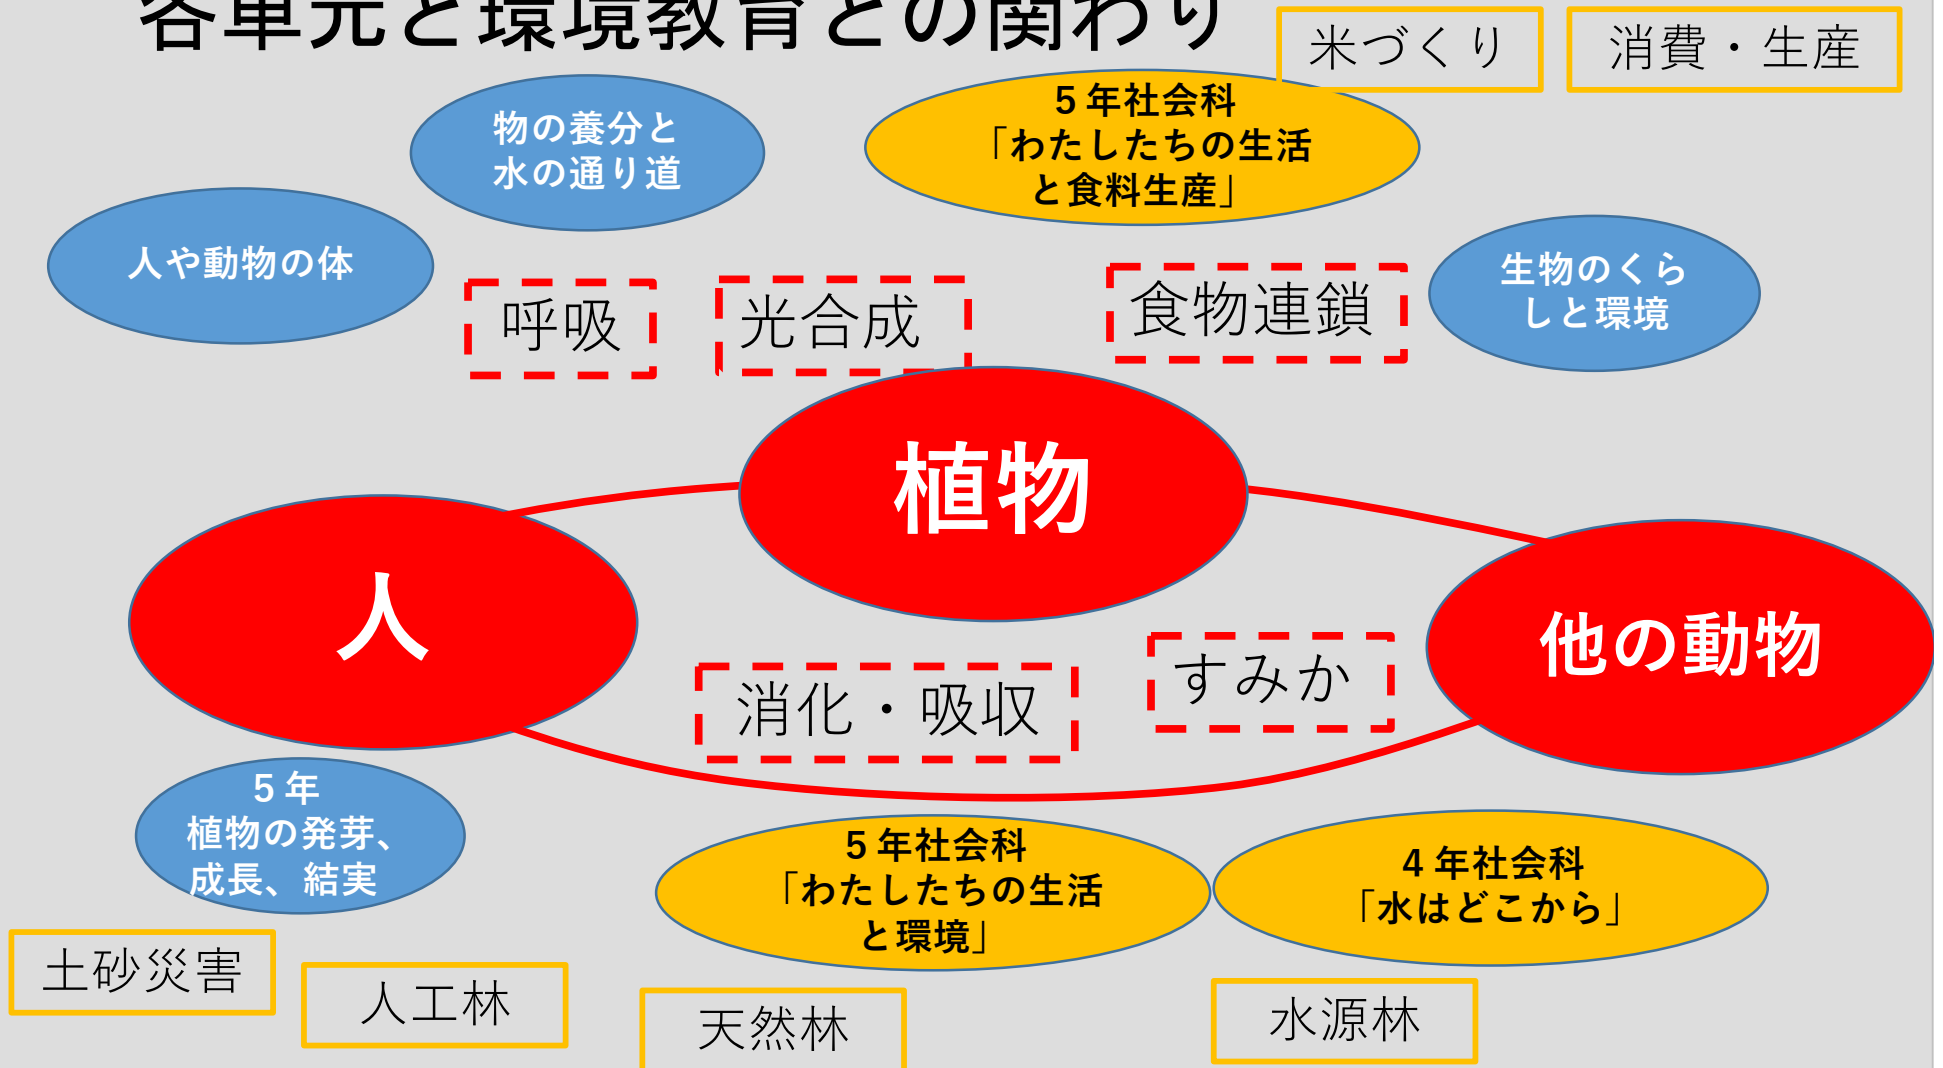 各単元と環境教育との関わり
米づくり
消費・生産
物の養分と
水の通り道
５年社会科
「わたしたちの生活
と食料生産」
人や動物の体
生物のくら
しと環境
呼吸
光合成
食物連鎖
植物
人
他の動物
消化・吸収
すみか
５年
植物の発芽、
成長、結実
５年社会科
「わたしたちの生活
と環境」
４年社会科
「水はどこから」
土砂災害
人工林
天然林
水源林